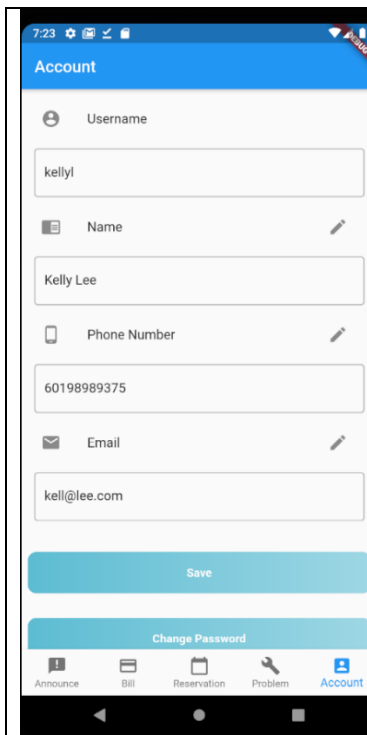 7:23
DEBUG
Account
Username
kellyl
Name
Kelly Lee
Phone Number
60198989375
Email
kell@lee.com
Save
Change Password
Announce Bill Reservation Problem Account